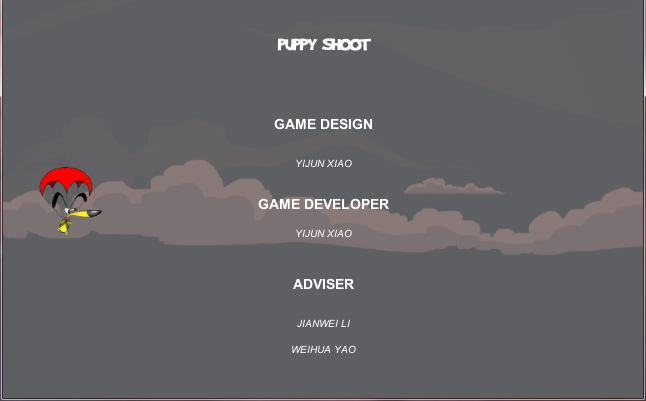 PUPPY SHOOT
GAME DESIGN
YIJUN XIAO
GAME DEVELOPER
YIJUN XIAO
ADVISER
JIANWEI LI
WEIHUA YAO